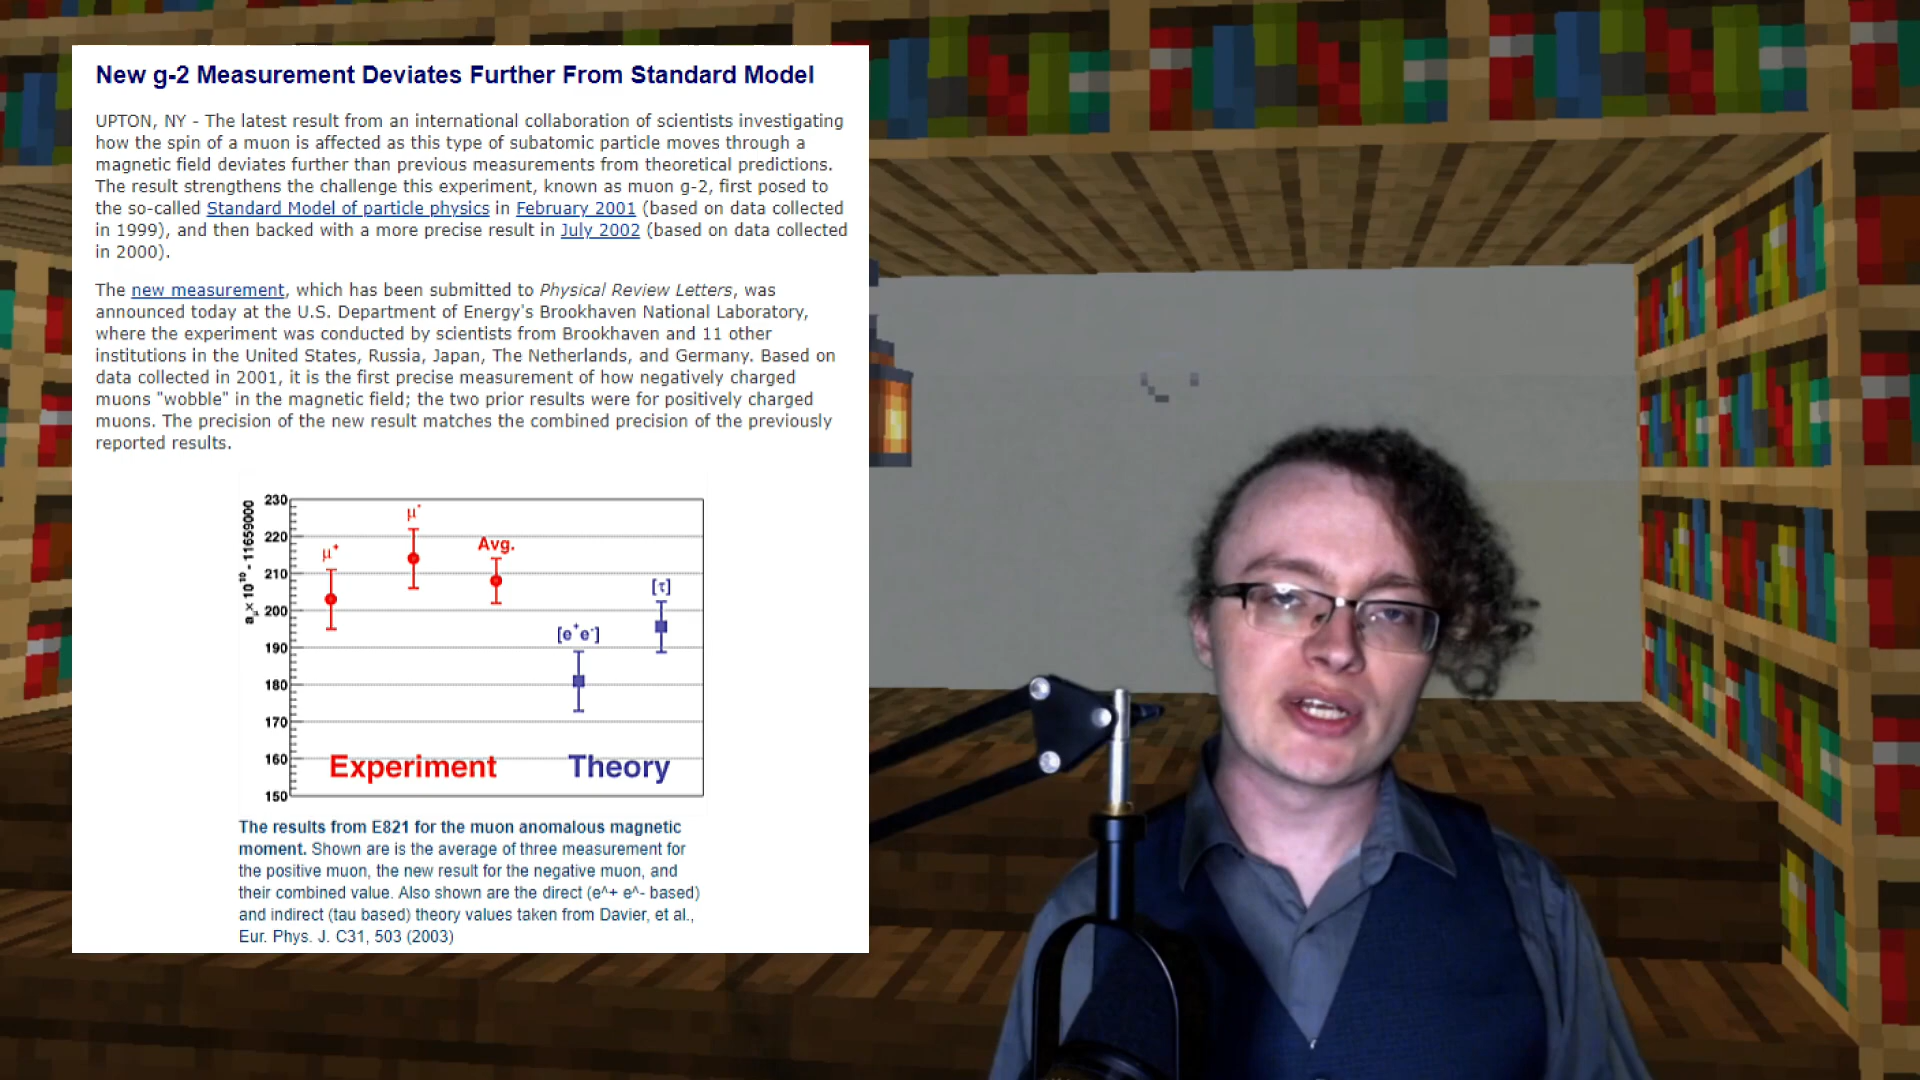 New g-2 Measurement Deviates Further From Standard Model
UPTON, NY - The latest result from an international collaboration of scientists investigating
how the spin of a muon is affected as this type of subatomic particle moves through a
magnetic field deviates further than previous measurements from theoretical predictions.
The result strengthens the challenge this experiment, known as muon g-2, first posed to
the so-called Standard Model of particle physics in February 2001 (based on data collected
in 1999), and then backed with a more precise result in July 2002 (based on data collected
in 2000).
The new measurement, which has been submitted to Physical Review Letters, was
announced today at the U.S. Department of Energy's Brookhaven National Laboratory,
where the experiment was conducted by scientists from Brookhaven and 11 other
institutions in the United States, Russia, Japan, The Netherlands, and Germany. Based on
data collected in 2001, it is the first precise measurement of how negatively charged
muons "wobble" in the magnetic field; the two prior results were for positively charged
muons. The precision of the new result matches the combined precision of the previously
reported results.
aμ × 10¹⁰ - 11659000
230
220
210
200
190
180
170
160
150
μ⁺
μ⁻
Avg.
[e⁺e⁻]
[τ]
Experiment
Theory
The results from E821 for the muon anomalous magnetic
moment. Shown are is the average of three measurement for
the positive muon, the new result for the negative muon, and
their combined value. Also shown are the direct (e^+ e^- based)
and indirect (tau based) theory values taken from Davier, et al.,
Eur. Phys. J. C31, 503 (2003)